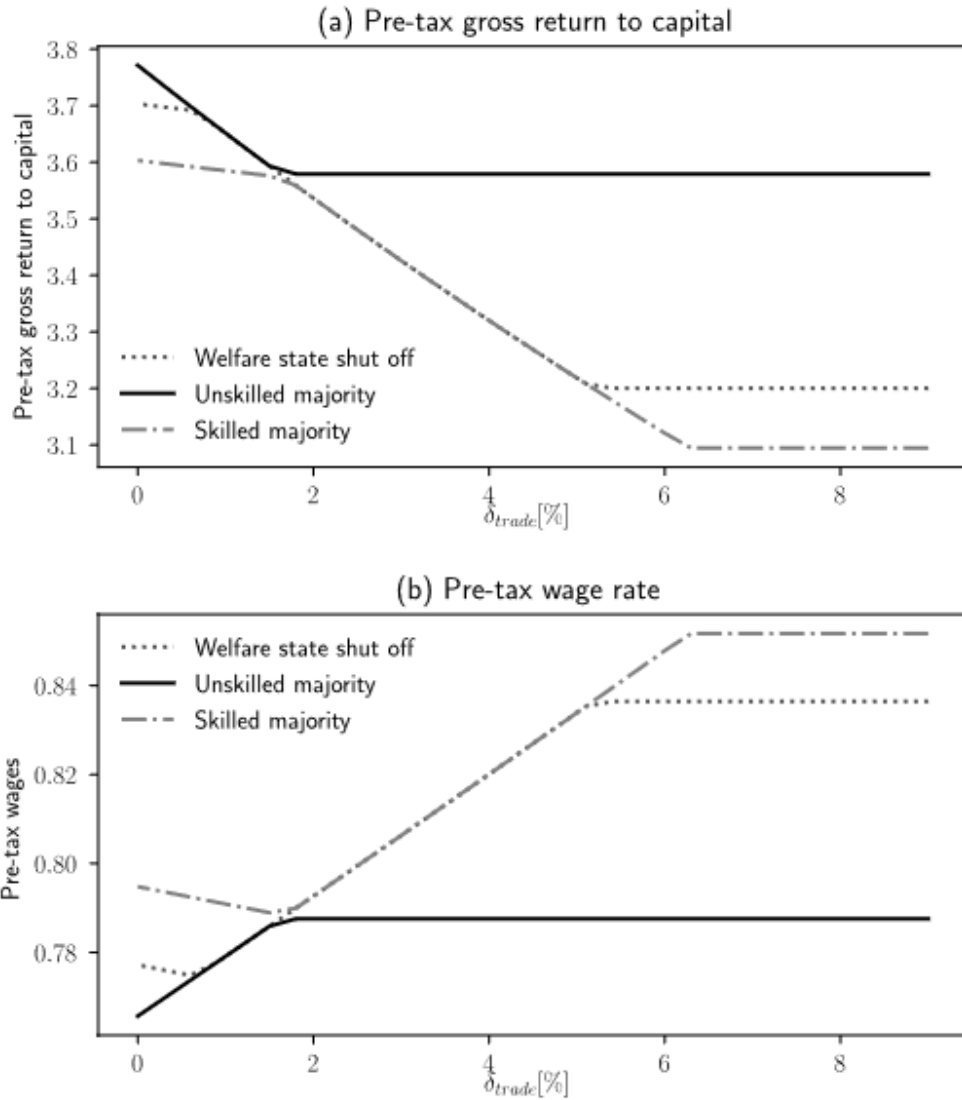 (a) Pre-tax gross return to capital
Pre-tax gross return to capital
3.8
3.7
3.6
3.5
3.4
3.3
3.2
3.1
Welfare state shut off
Unskilled majority
Skilled majority
0 2 4 6 8
δtrade[%]
(b) Pre-tax wage rate
Pre-tax wages
0.84
0.82
0.80
0.78
Welfare state shut off
Unskilled majority
Skilled majority
0 2 4 6 8
δtrade[%]